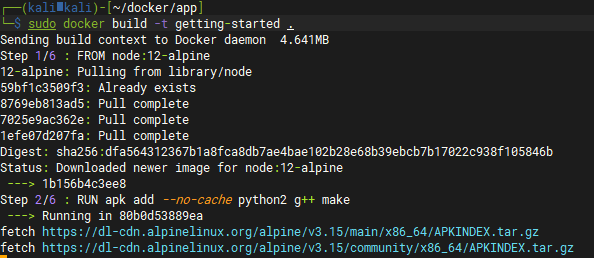 ┌──(kali㉿kali)-[~/docker/app]
└─$ sudo docker build -t getting-started .
Sending build context to Docker daemon  4.641MB
Step 1/6 : FROM node:12-alpine
12-alpine: Pulling from library/node
59bf1c3509f3: Already exists
8769eb813ad5: Pull complete
7025e9ac362e: Pull complete
1efe07d207fa: Pull complete
Digest: sha256:dfa564312367b1a8fca8db7ae4bae102b28e68b39ebcb7b17022c938f105846b
Status: Downloaded newer image for node:12-alpine
 ---> 1b156b4c3ee8
Step 2/6 : RUN apk add --no-cache python2 g++ make
 ---> Running in 80b0d53889ea
fetch https://dl-cdn.alpinelinux.org/alpine/v3.15/main/x86_64/APKINDEX.tar.gz
fetch https://dl-cdn.alpinelinux.org/alpine/v3.15/community/x86_64/APKINDEX.tar.gz